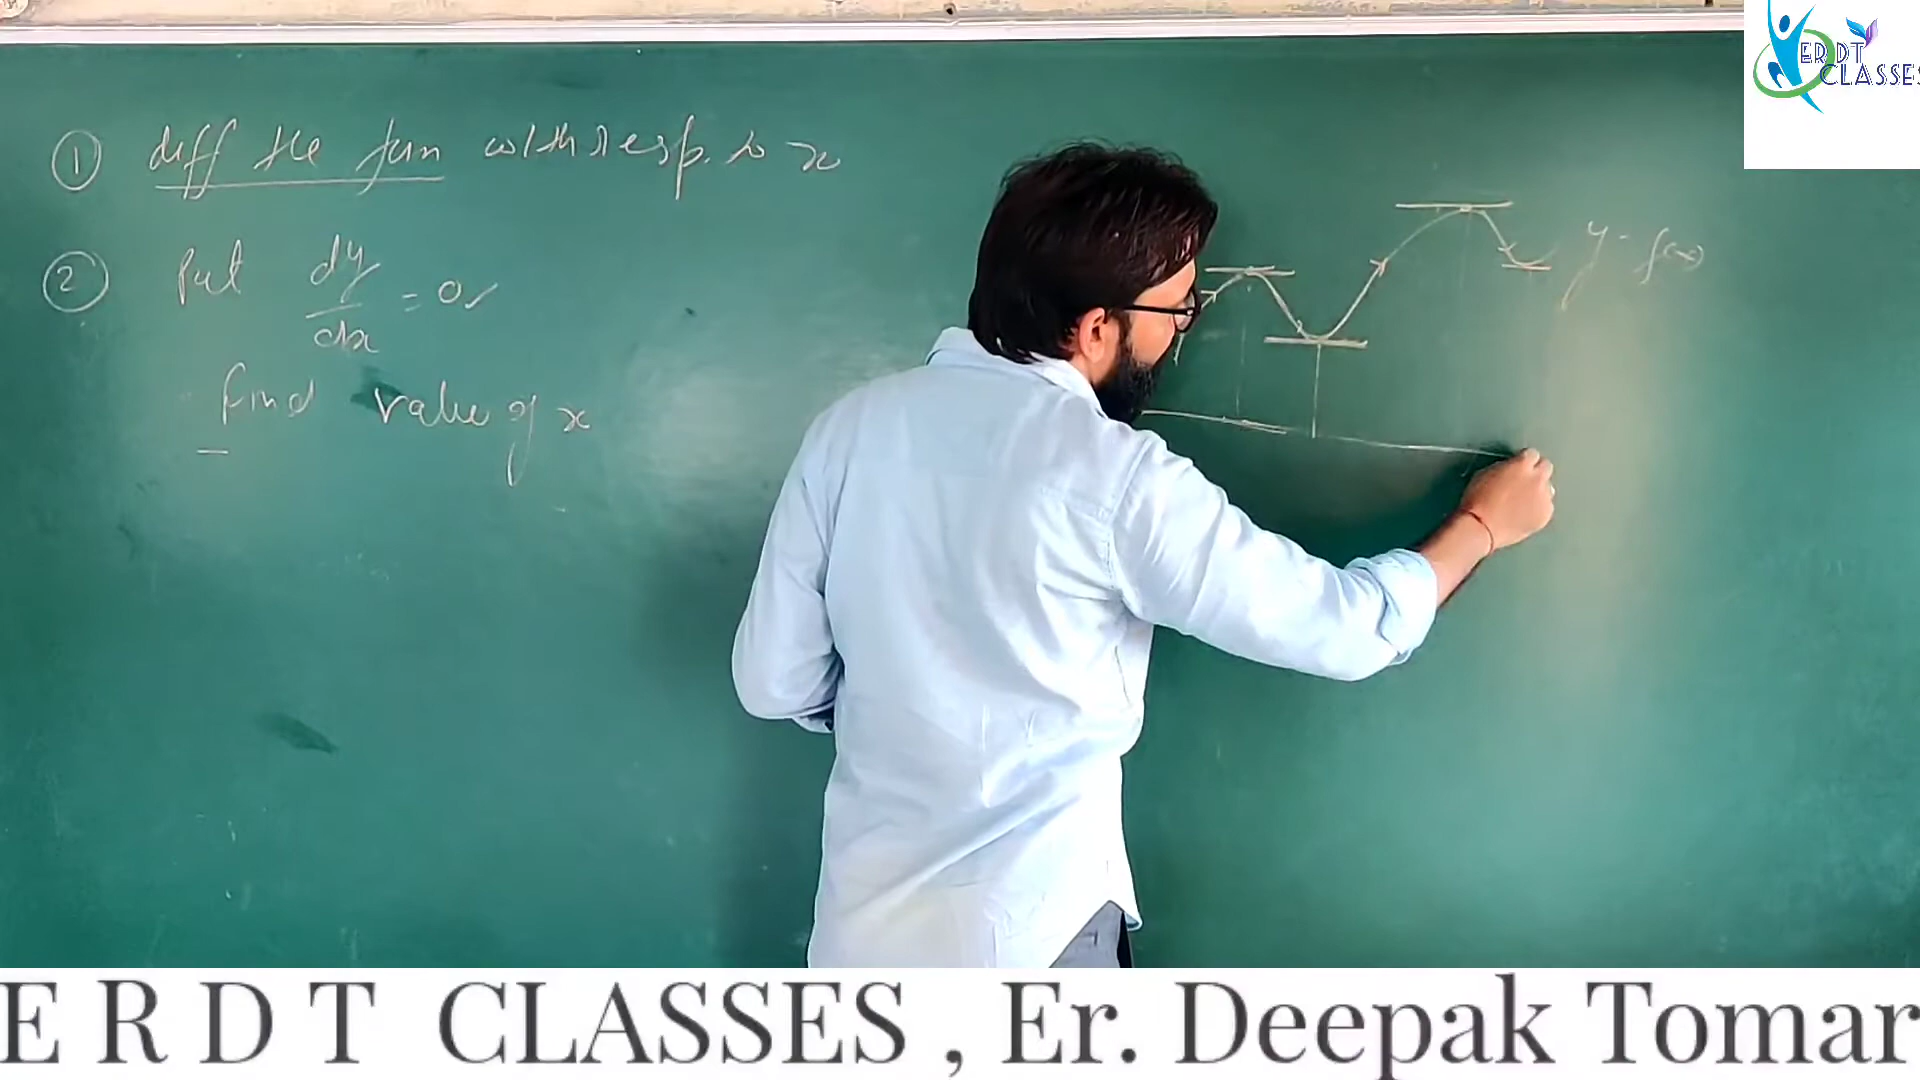 ① diff the fun with resp. to x
② Put dy/dx = 0
find value of x
y = f(x)
ERDT
CLASSES
E R D T CLASSES , Er. Deepak Tomar